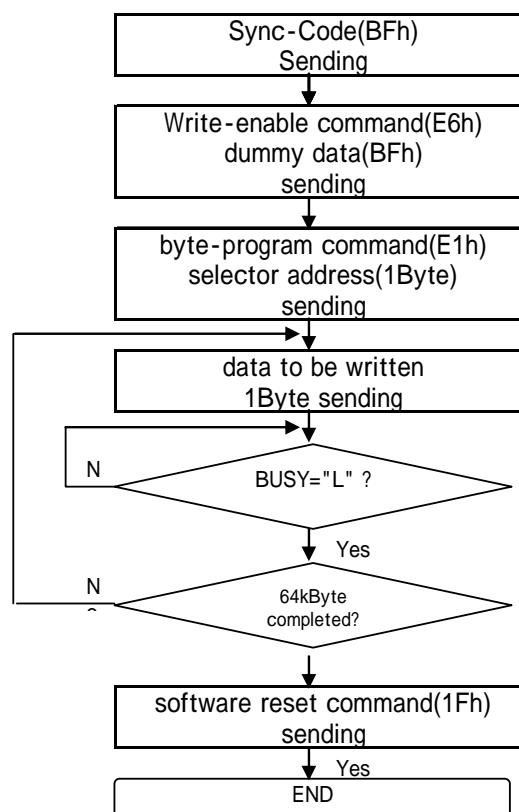 Sync-Code(BFh)
Sending
Write-enable command(E6h)
dummy data(BFh)
sending
byte-program command(E1h)
selector address(1Byte)
sending
data to be written
1Byte sending
N
BUSY="L" ?
Yes
N
64kByte
completed?
software reset command(1Fh)
sending
Yes
END